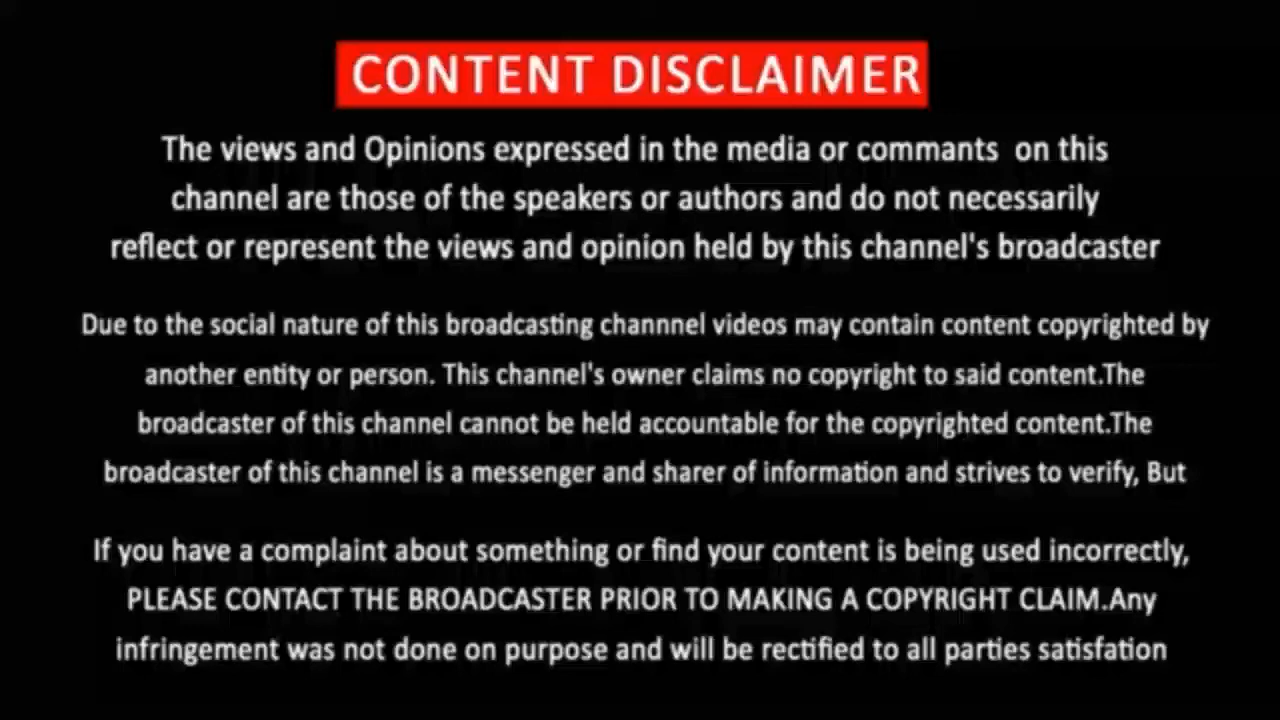 CONTENT DISCLAIMER
The views and Opinions expressed in the media or commants on this
channel are those of the speakers or authors and do not necessarily
reflect or represent the views and opinion held by this channel's broadcaster
Due to the social nature of this broadcasting channnel videos may contain content copyrighted by
another entity or person. This channel's owner claims no copyright to said content.The
broadcaster of this channel cannot be held accountable for the copyrighted content.The
broadcaster of this channel is a messenger and sharer of information and strives to verify, But
If you have a complaint about something or find your content is being used incorrectly,
PLEASE CONTACT THE BROADCASTER PRIOR TO MAKING A COPYRIGHT CLAIM.Any
infringement was not done on purpose and will be rectified to all parties satisfation